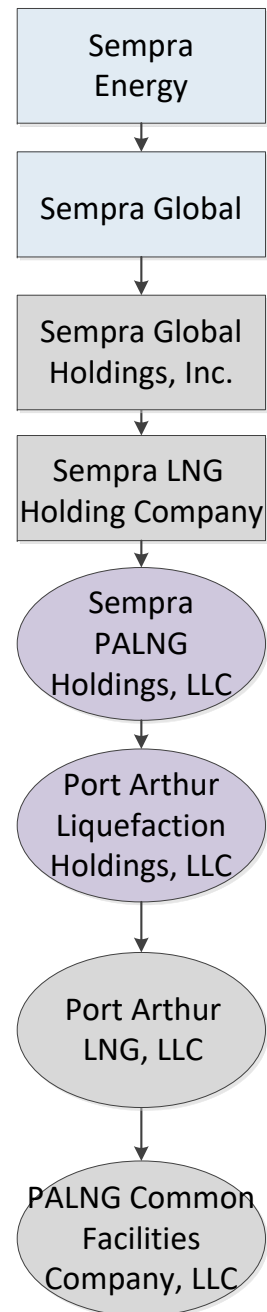 Sempra
Energy
Sempra Global
Sempra Global
Holdings, Inc.
Sempra LNG
Holding Company
Sempra
PALNG
Holdings, LLC
Port Arthur
Liquefaction
Holdings, LLC
Port Arthur
LNG, LLC
PALNG Common
Facilities
Company, LLC